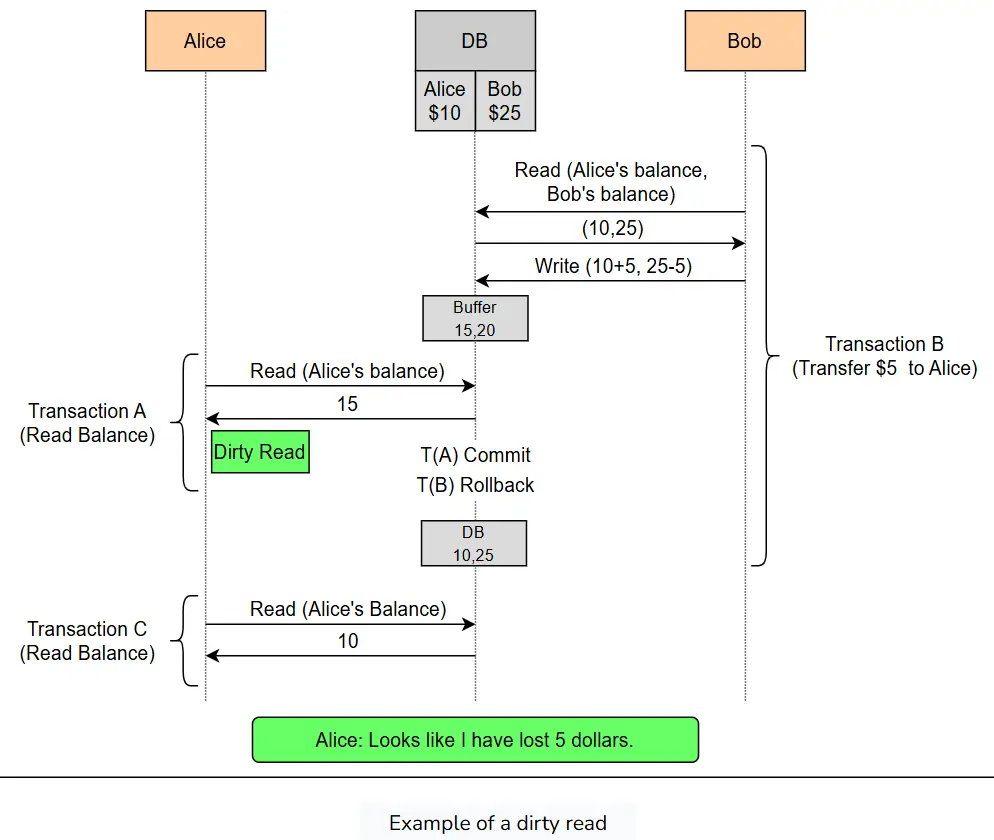 Alice
DB
Bob
Alice
$10
Bob
$25
Read (Alice's balance,
Bob's balance)
(10,25)
Write (10+5, 25-5)
Buffer
15,20
Transaction B
(Transfer $5  to Alice)
Read (Alice's balance)
15
Transaction A
(Read Balance)
Dirty Read
T(A) Commit
T(B) Rollback
DB
10,25
Read (Alice's Balance)
10
Transaction C
(Read Balance)
Alice: Looks like I have lost 5 dollars.
Example of a dirty read